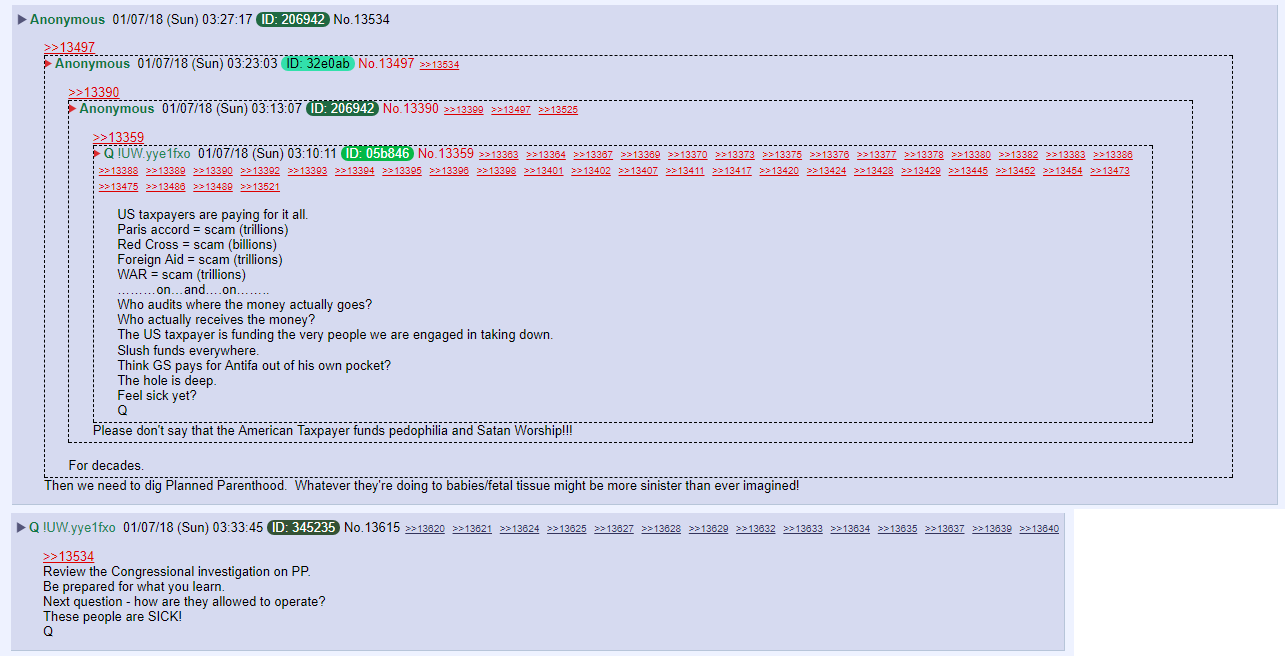 Anonymous 01/07/18 (Sun) 03:27:17 ID: 206942 No.13534
>>13497
Anonymous 01/07/18 (Sun) 03:23:03 ID: 32e0ab No.13497 >>13534
>>13390
Anonymous 01/07/18 (Sun) 03:13:07 ID: 206942 No.13390 >>13399 >>13497 >>13525
>>13359
Q !UW.yye1fxo 01/07/18 (Sun) 03:10:11 ID: 05b846 No.13359 >>13363 >>13364 >>13367 >>13369 >>13370 >>13373 >>13375 >>13376 >>13377 >>13378 >>13380 >>13382 >>13383 >>13386
>>13388 >>13389 >>13390 >>13392 >>13393 >>13394 >>13395 >>13396 >>13398 >>13401 >>13402 >>13407 >>13411 >>13417 >>13420 >>13424 >>13428 >>13429 >>13445 >>13452 >>13454 >>13473
>>13475 >>13486 >>13489 >>13521
US taxpayers are paying for it all.
Paris accord = scam (trillions)
Red Cross = scam (billions)
Foreign Aid = scam (trillions)
WAR = scam (trillions)
………on…and….on……..
Who audits where the money actually goes?
Who actually receives the money?
The US taxpayer is funding the very people we are engaged in taking down.
Slush funds everywhere.
Think GS pays for Antifa out of his own pocket?
The hole is deep.
Feel sick yet?
Q
Please don't say that the American Taxpayer funds pedophilia and Satan Worship!!!
For decades.
Then we need to dig Planned Parenthood. Whatever they're doing to babies/fetal tissue might be more sinister than ever imagined!
Q !UW.yye1fxo 01/07/18 (Sun) 03:33:45 ID: 345235 No.13615 >>13620 >>13621 >>13624 >>13625 >>13627 >>13628 >>13629 >>13632 >>13633 >>13634 >>13635 >>13637 >>13639 >>13640
>>13534
Review the Congressional investigation on PP.
Be prepared for what you learn.
Next question - how are they allowed to operate?
These people are SICK!
Q